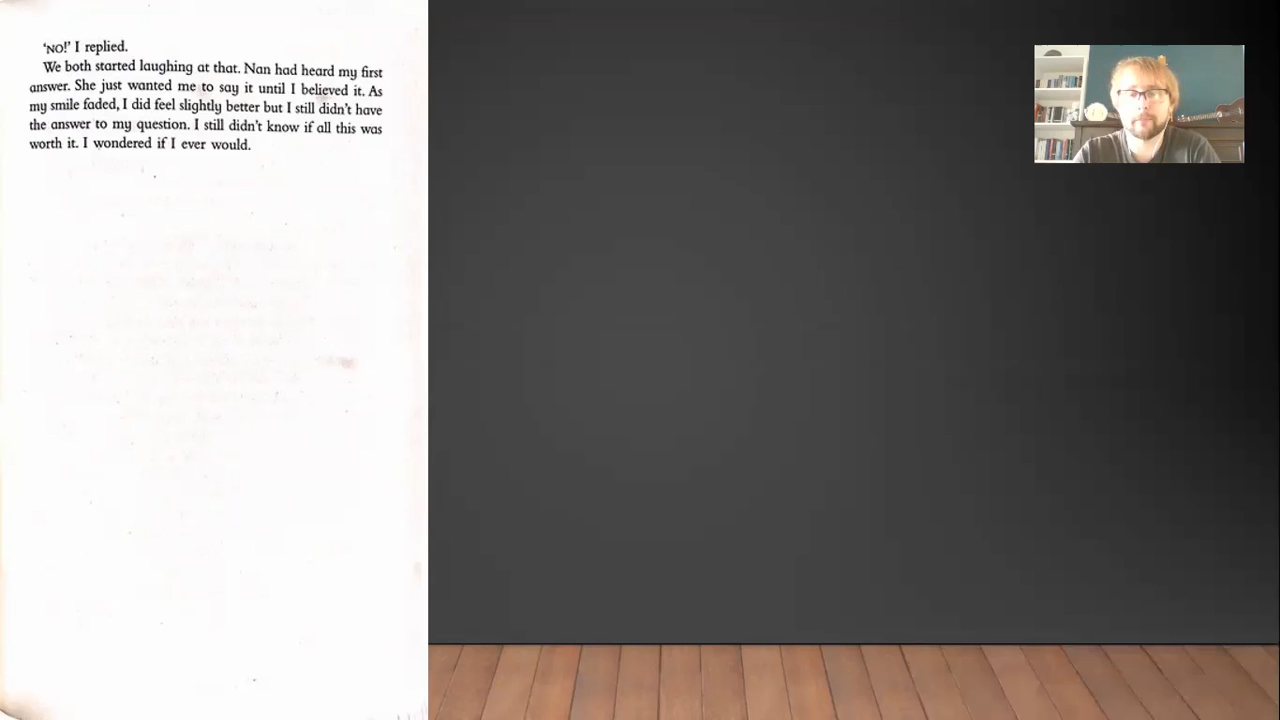 ‘NO!’ I replied.
We both started laughing at that. Nan had heard my first
answer. She just wanted me to say it until I believed it. As
my smile faded, I did feel slightly better but I still didn’t have
the answer to my question. I still didn’t know if all this was
worth it. I wondered if I ever would.